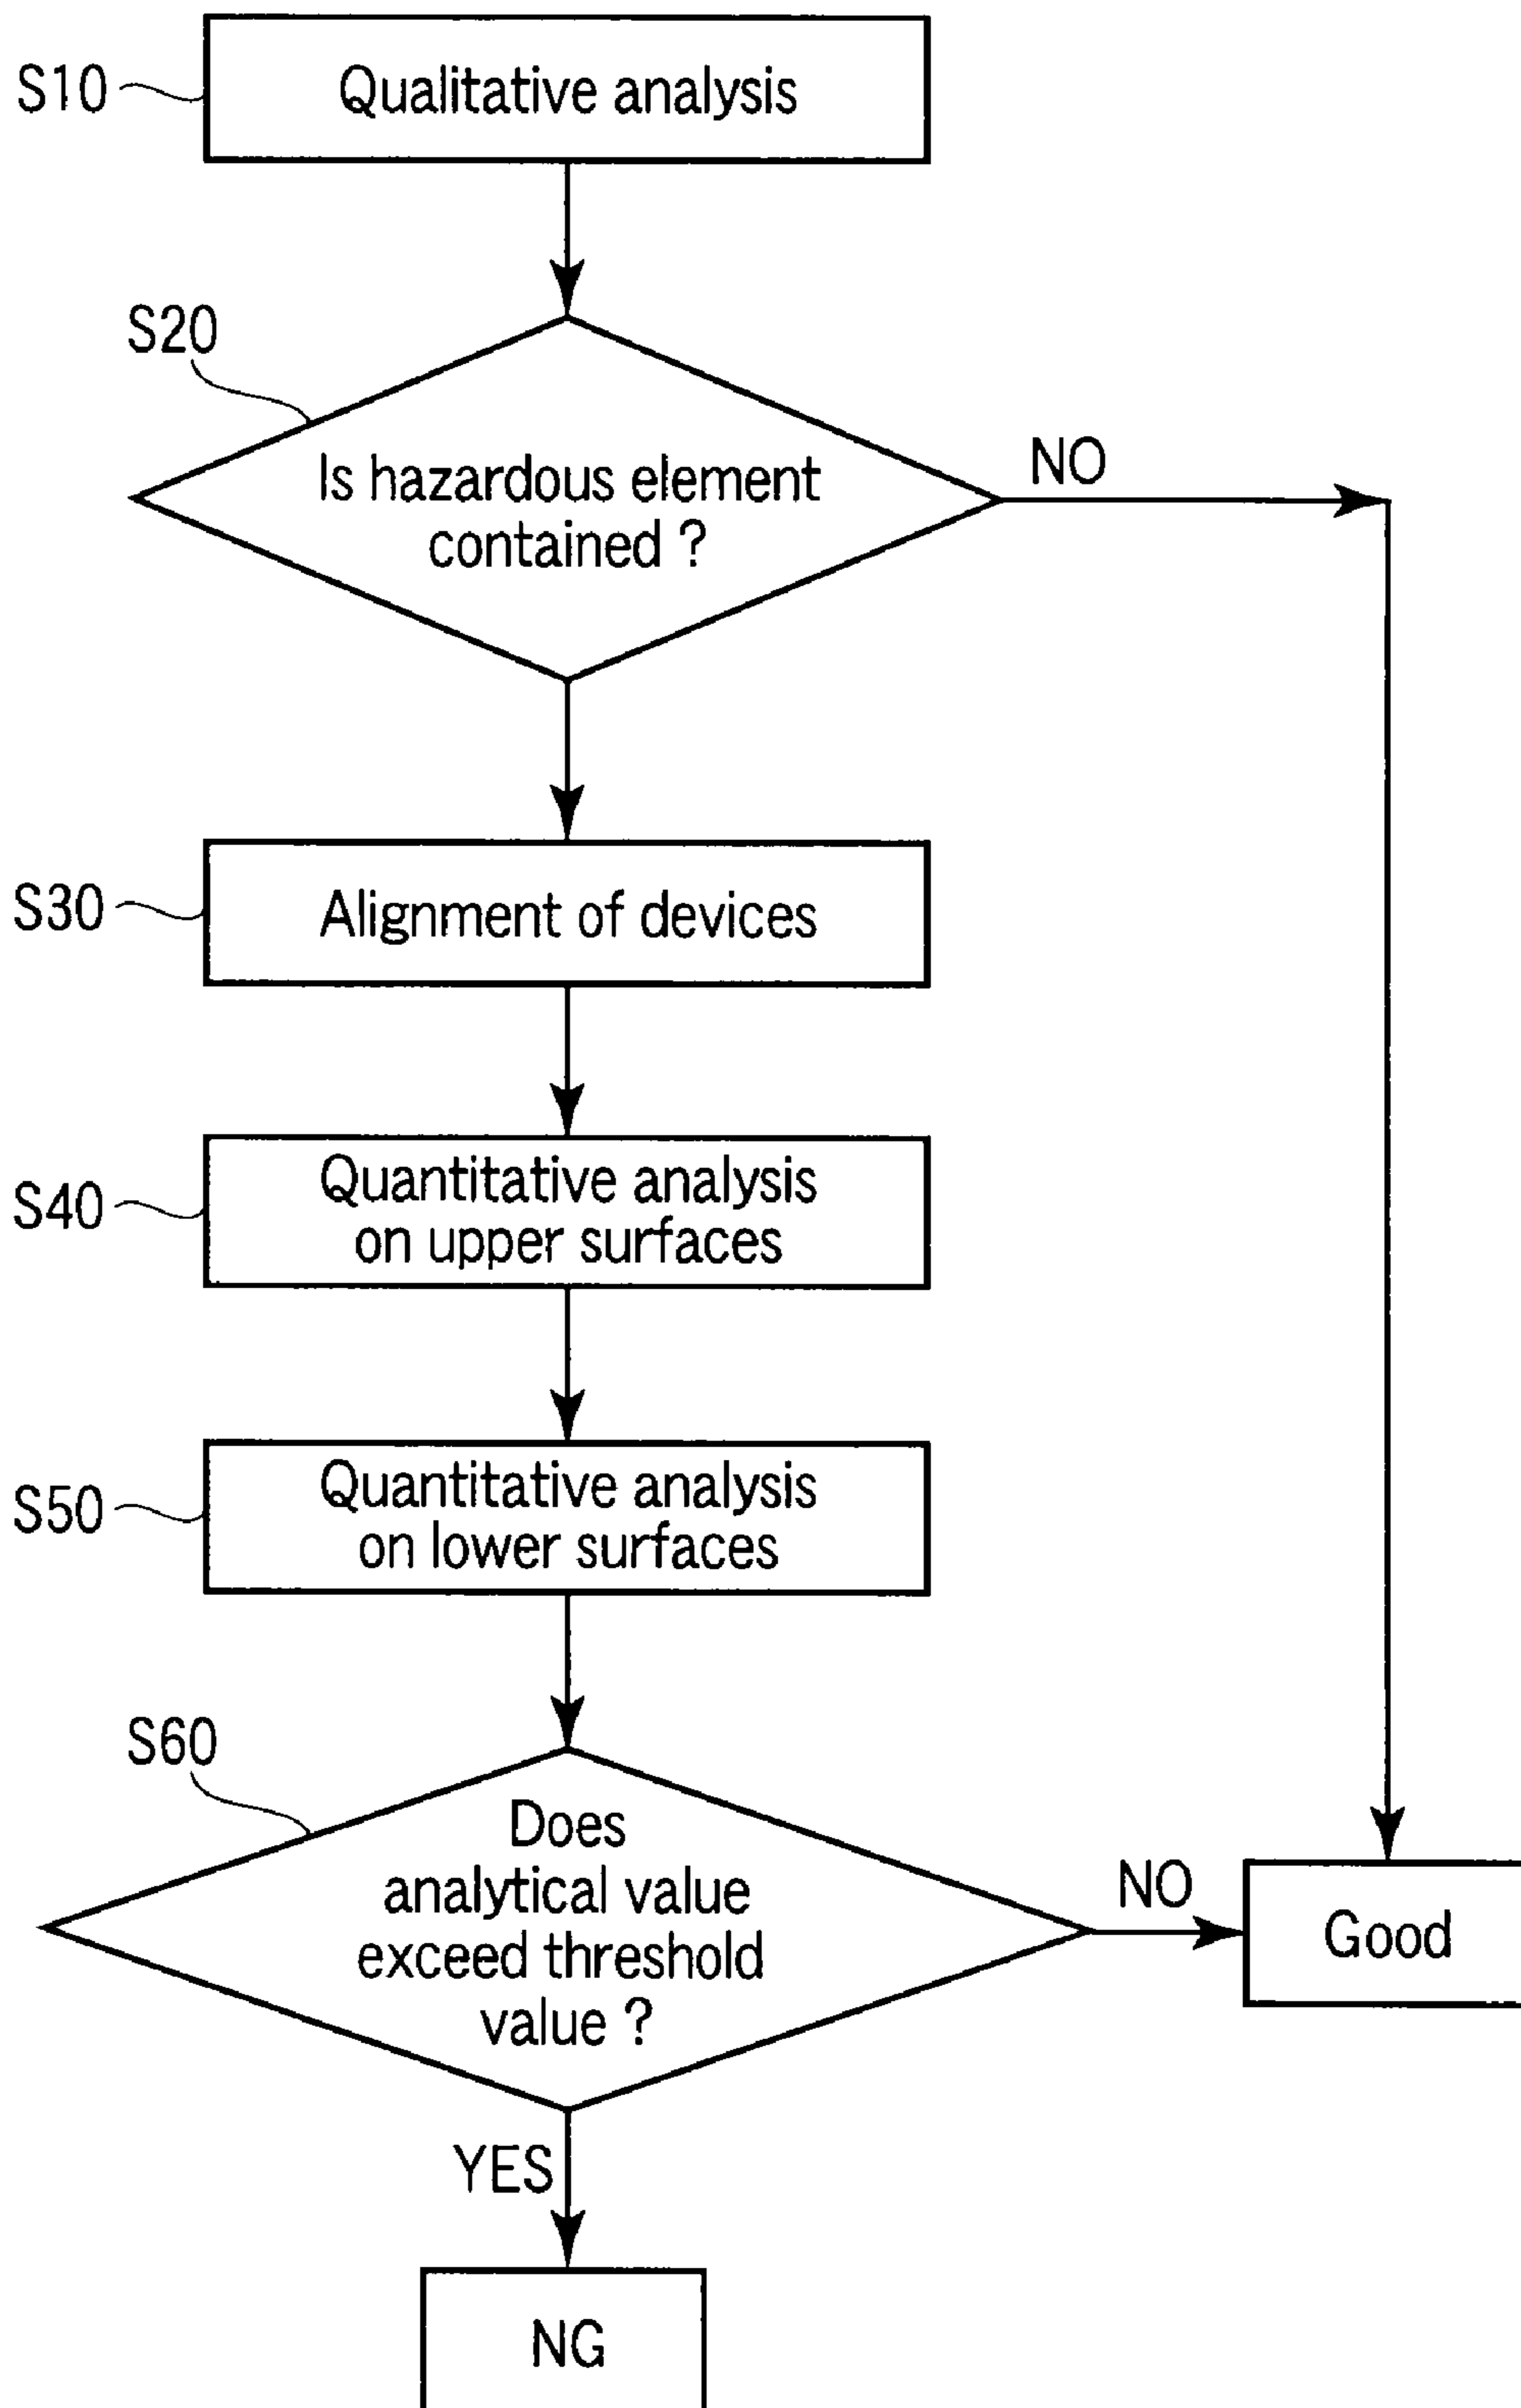 S10
Qualitative analysis
S20
Is hazardous element
contained ?
NO
S30
Alignment of devices
S40
Quantitative analysis
on upper surfaces
S50
Quantitative analysis
on lower surfaces
S60
Does
analytical value
exceed threshold
value ?
NO
Good
YES
NG